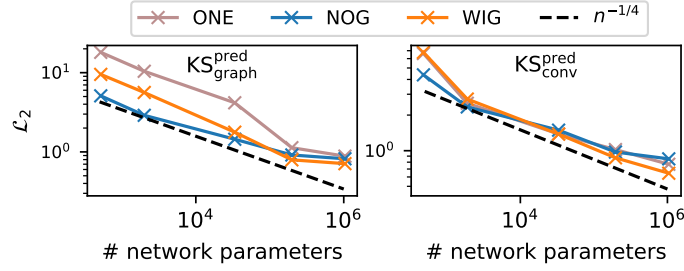 ONE NOG WIG n^{-1/4}
KS^{pred}_{graph} KS^{pred}_{conv}
10^1
10^0 10^0
ℒ_2
10^4 10^6 10^4 10^6
# network parameters # network parameters